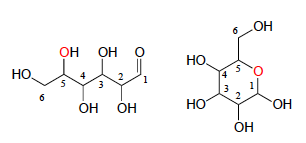 OH OH O
HO 5 4 3 2 1
6 OH OH
6 OH
HO 5 O
4 1
HO 3 2 OH
OH